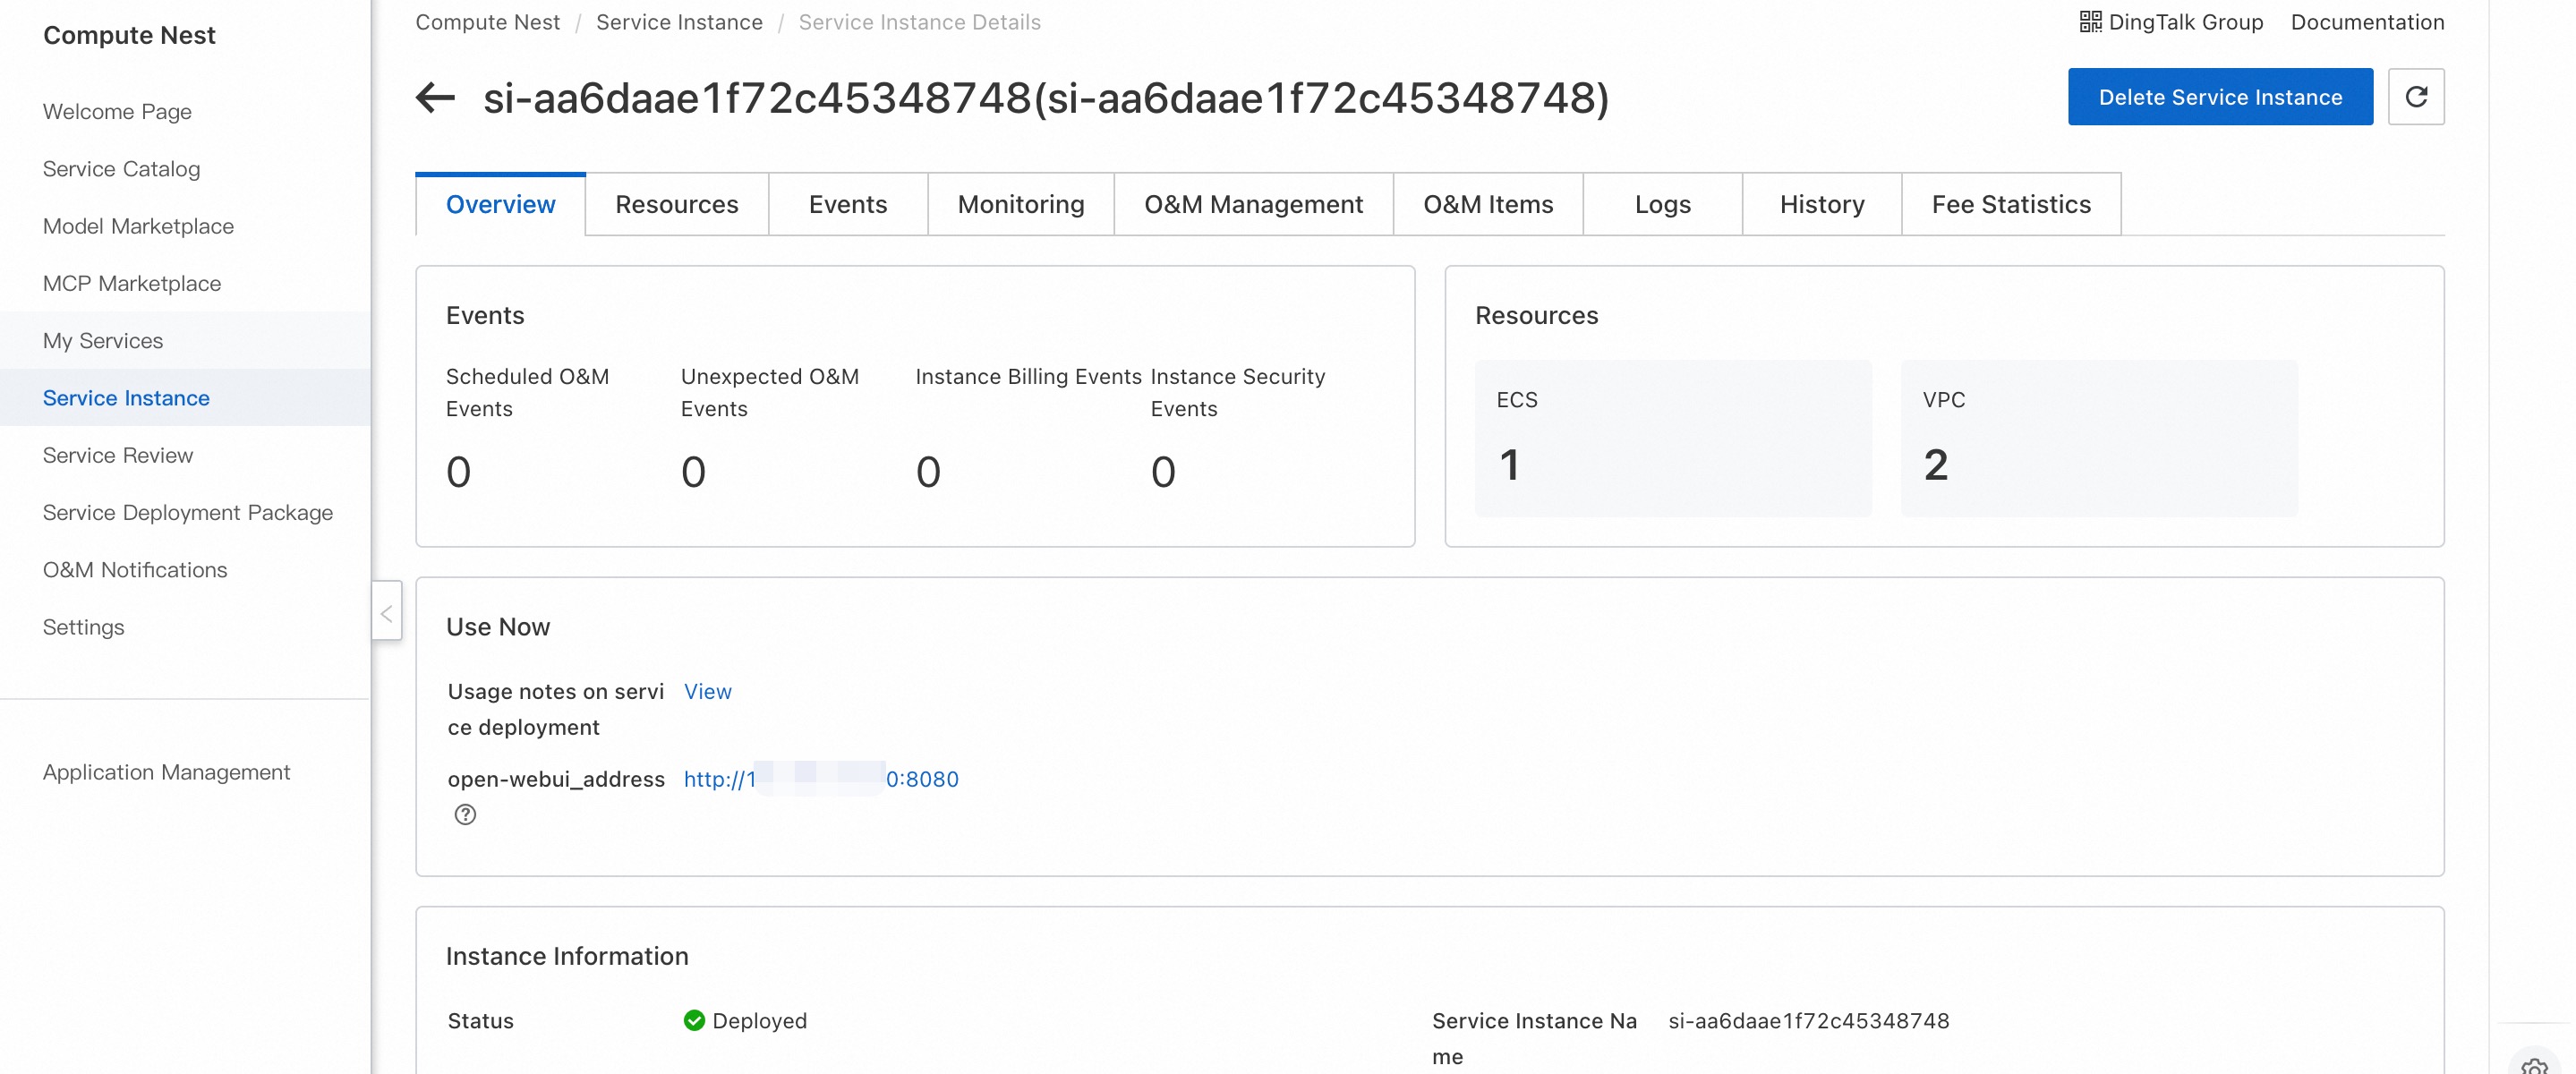 Compute Nest
Welcome Page
Service Catalog
Model Marketplace
MCP Marketplace
My Services
Service Instance
Service Review
Service Deployment Package
O&M Notifications
Settings
Application Management
Compute Nest / Service Instance / Service Instance Details
DingTalk Group Documentation
si-aa6daae1f72c45348748(si-aa6daae1f72c45348748)
Delete Service Instance
Overview Resources Events Monitoring O&M Management O&M Items Logs History Fee Statistics
Events
Scheduled O&M Events
0
Unexpected O&M Events
0
Instance Billing Events
0
Instance Security Events
0
Resources
ECS
1
VPC
2
Use Now
Usage notes on servi
ce deployment
View
open-webui_address
http://1 0:8080
Instance Information
Status
Deployed
Service Instance Na
me
si-aa6daae1f72c45348748